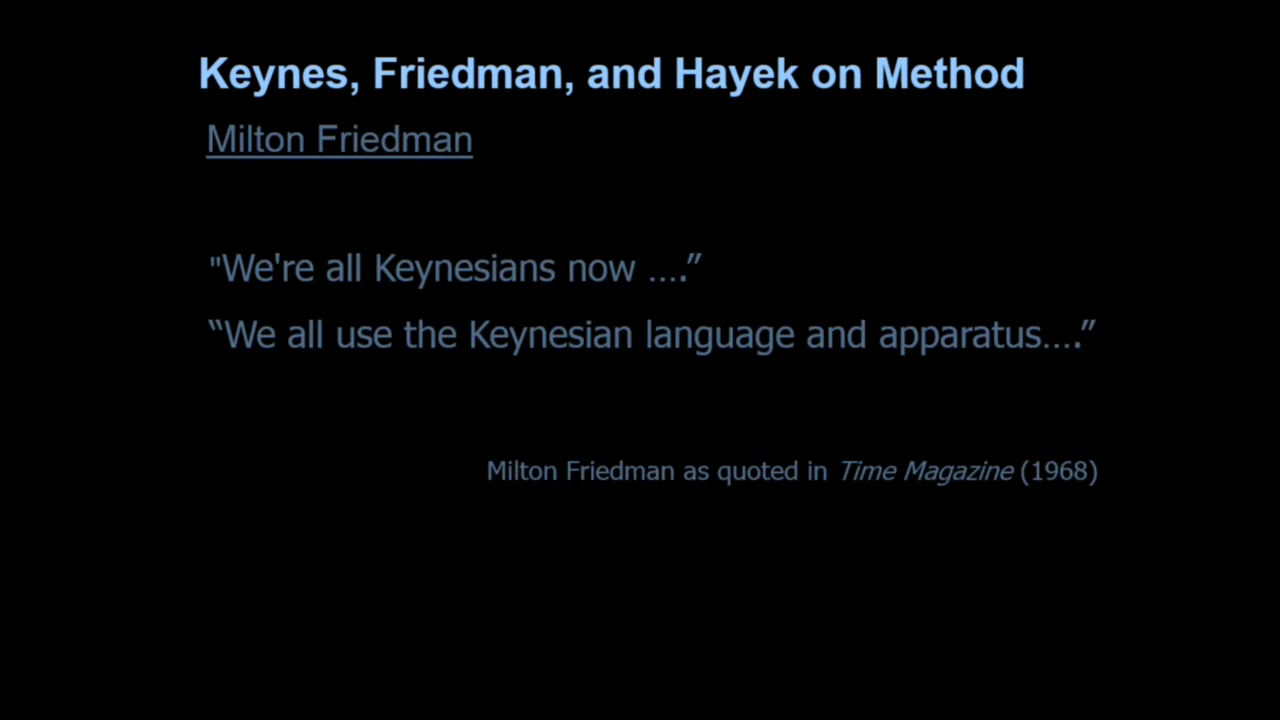 Keynes, Friedman, and Hayek on Method
Milton Friedman
"We're all Keynesians now ….”
“We all use the Keynesian language and apparatus….”
Milton Friedman as quoted in Time Magazine (1968)